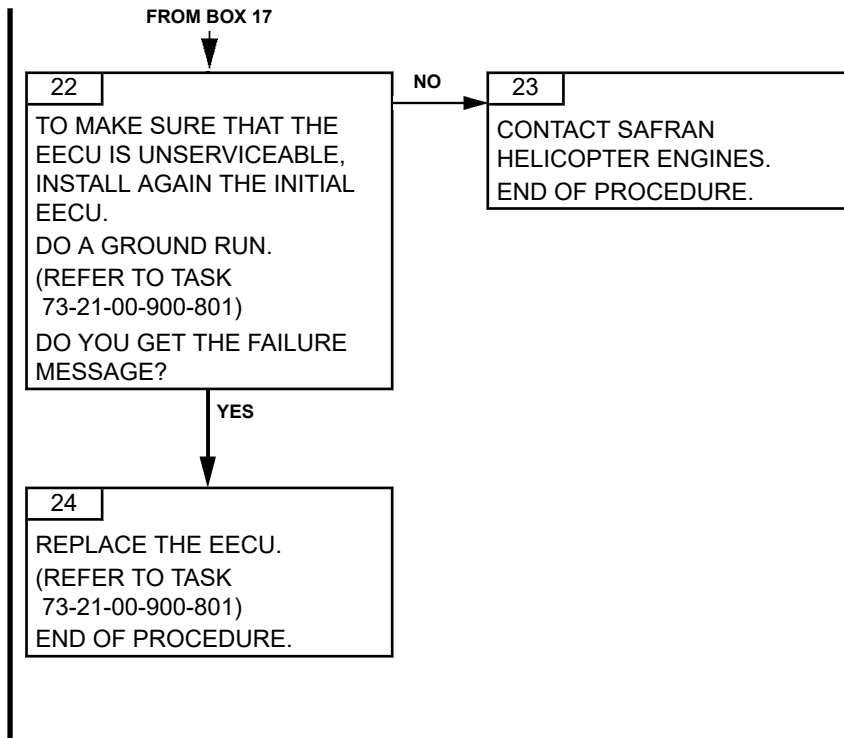 FROM BOX 17
22
TO MAKE SURE THAT THE
EECU IS UNSERVICEABLE,
INSTALL AGAIN THE INITIAL
EECU.
DO A GROUND RUN.
(REFER TO TASK
73-21-00-900-801)
DO YOU GET THE FAILURE
MESSAGE?
NO
23
CONTACT SAFRAN
HELICOPTER ENGINES.
END OF PROCEDURE.
YES
24
REPLACE THE EECU.
(REFER TO TASK
73-21-00-900-801)
END OF PROCEDURE.